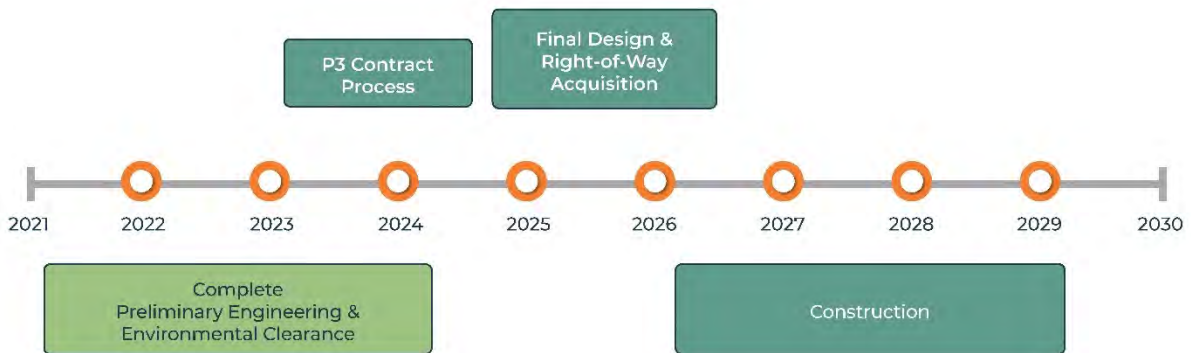 P3 Contract
Process
Final Design &
Right-of-Way
Acquisition
2021
2022
2023
2024
2025
2026
2027
2028
2029
2030
Complete
Preliminary Engineering &
Environmental Clearance
Construction